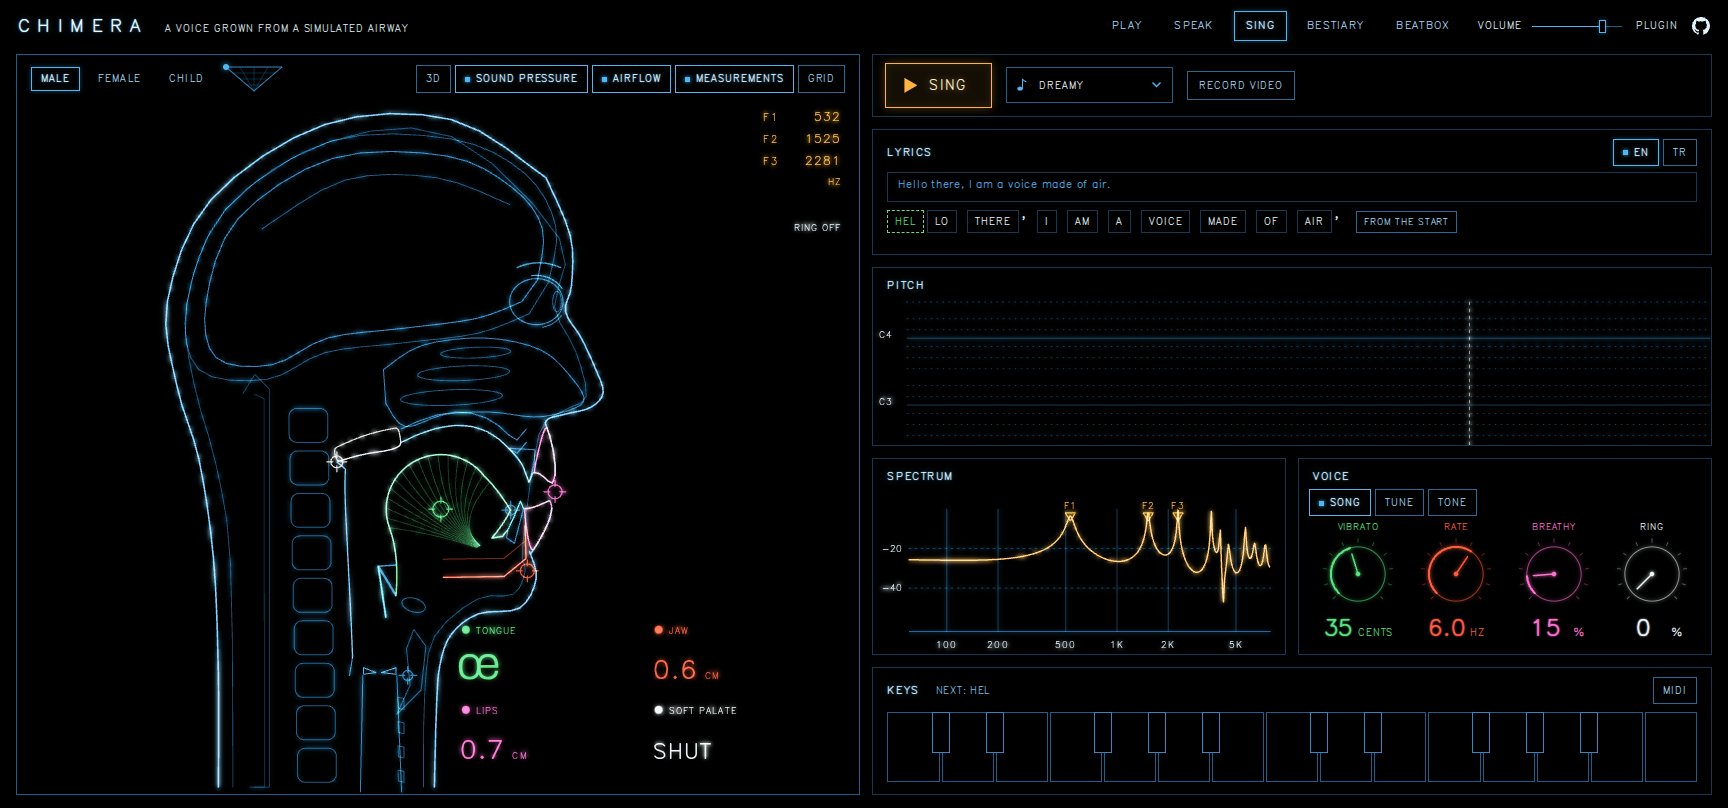 CHIMERA A VOICE GROWN FROM A SIMULATED AIRWAY
PLAY SPEAK SING BESTIARY BEATBOX VOLUME PLUGIN
MALE FEMALE CHILD
3D SOUND PRESSURE AIRFLOW MEASUREMENTS GRID
F1 532
F2 1525
F3 2281
HZ
RING OFF
TONGUE
œ
JAW
0.6 CM
LIPS
0.7 CM
SOFT PALATE
SHUT
SING DREAMY RECORD VIDEO
LYRICS EN TR
Hello there, I am a voice made of air.
HEL LO THERE , I AM A VOICE MADE OF AIR , FROM THE START
PITCH
C4
C3
SPECTRUM
F1 F2 F3
-20
-40
100 200 500 1K 2K 5K
VOICE
SONG TUNE TONE
VIBRATO RATE BREATHY RING
35 CENTS 6.0 HZ 15 % 0 %
KEYS NEXT: HEL MIDI